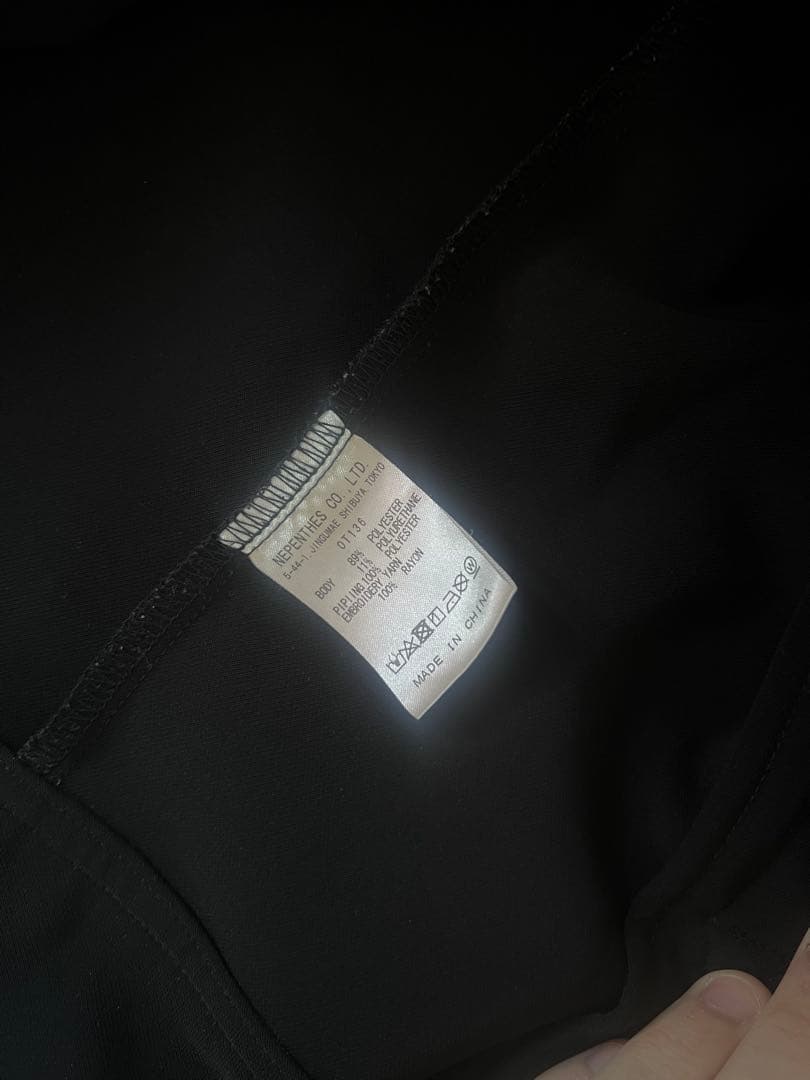 NEPENTHES CO., LTD.
5-44-1, JINGUMAE SHIBUYA TOKYO
OT136
BODY 89% POLYESTER
11% POLYURETHANE
PIPIING 100% POLYESTER
EMBROIDERY YARN
100% RAYON
MADE IN CHINA